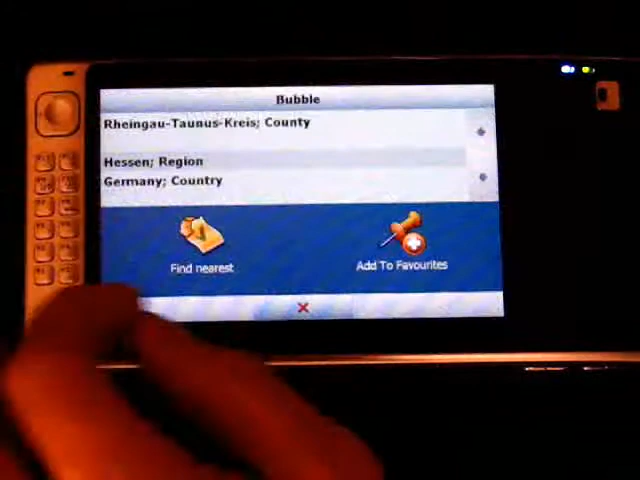 Bubble
Rheingau-Taunus-Kreis; County
Hessen; Region
Germany; Country
Find nearest
Add To Favourites